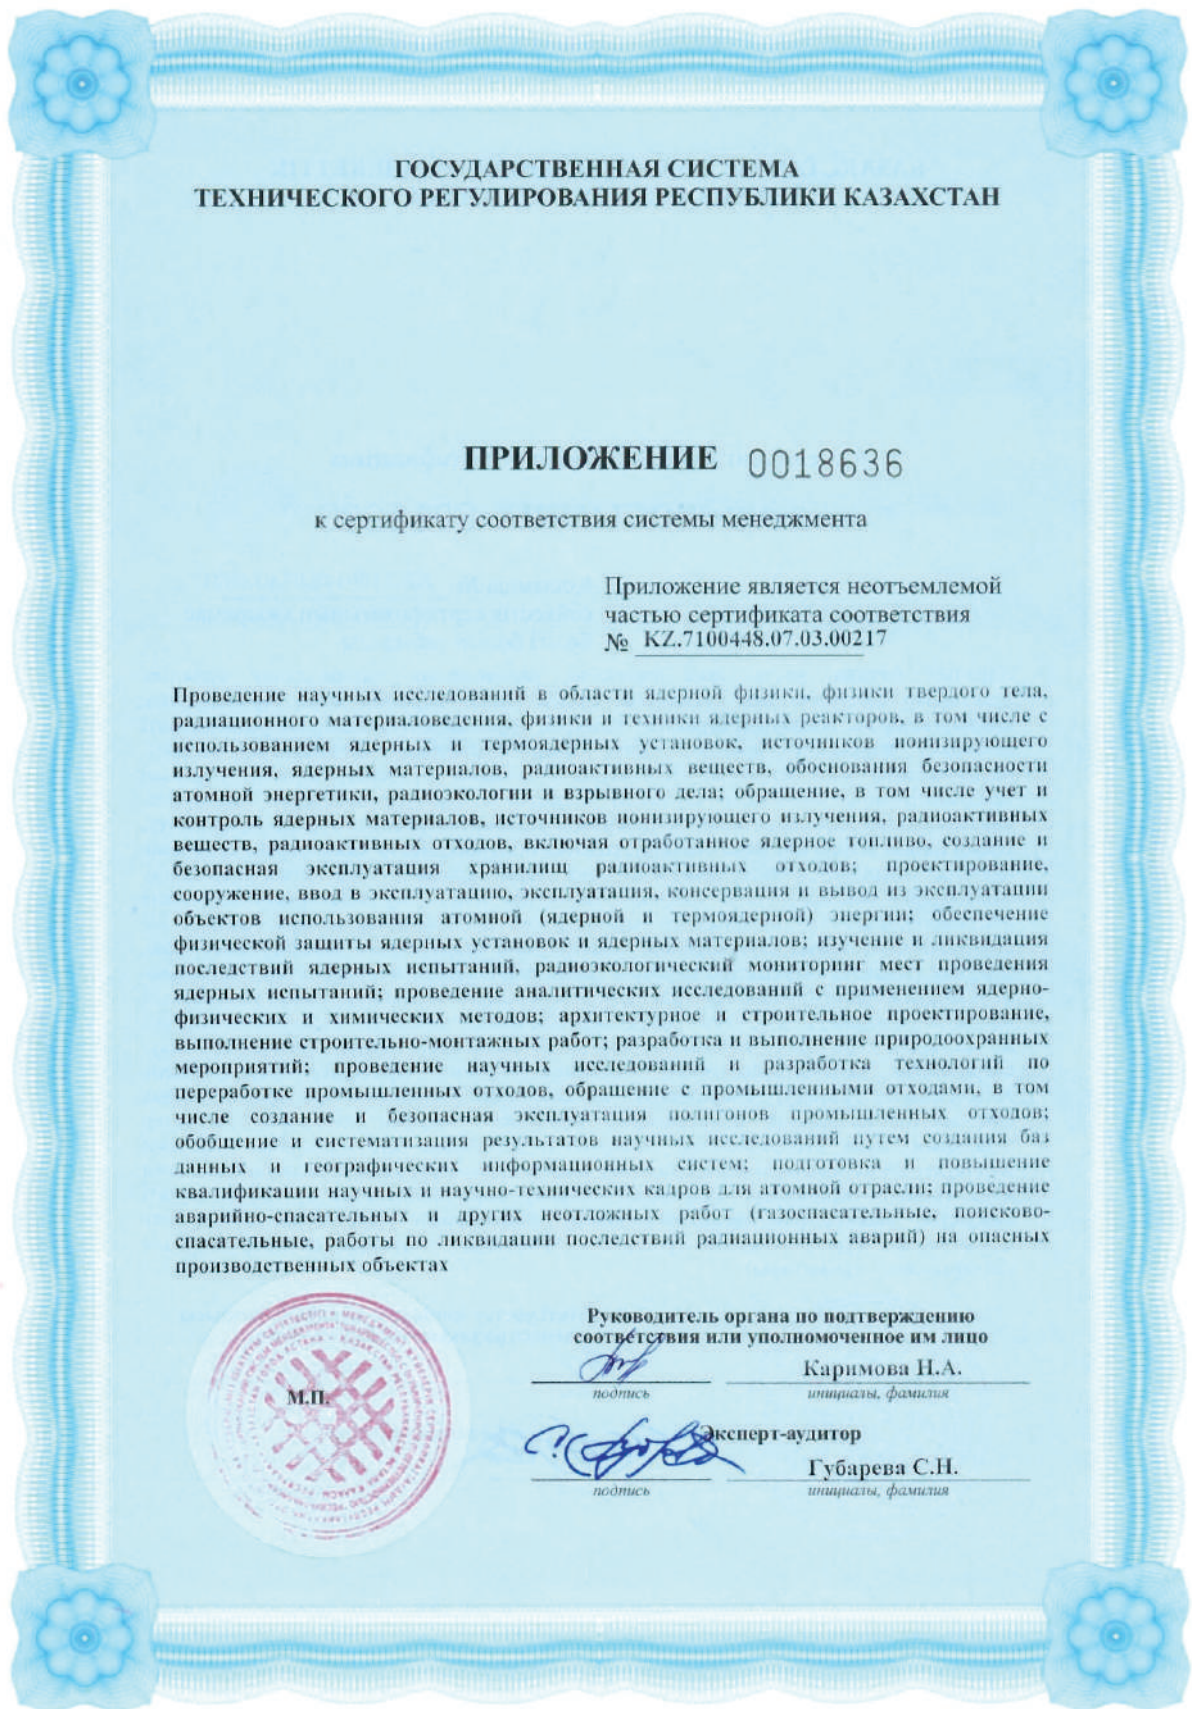 ГОСУДАРСТВЕННАЯ СИСТЕМА
ТЕХНИЧЕСКОГО РЕГУЛИРОВАНИЯ РЕСПУБЛИКИ КАЗАХСТАН
ПРИЛОЖЕНИЕ 0018636
к сертификату соответствия системы менеджмента
Приложение является неотъемлемой
частью сертификата соответствия
№ KZ.7100448.07.03.00217
Проведение научных исследований в области ядерной физики, физики твердого тела,
радиационного материаловедения, физики и техники ядерных реакторов, в том числе с
использованием ядерных и термоядерных установок, источников ионизирующего
излучения, ядерных материалов, радиоактивных веществ, обоснования безопасности
атомной энергетики, радиоэкологии и взрывного дела; обращение, в том числе учет и
контроль ядерных материалов, источников ионизирующего излучения, радиоактивных
веществ, радиоактивных отходов, включая отработанное ядерное топливо, создание и
безопасная эксплуатация хранилищ радиоактивных отходов; проектирование,
сооружение, ввод в эксплуатацию, эксплуатация, консервация и вывод из эксплуатации
объектов использования атомной (ядерной и термоядерной) энергии; обеспечение
физической защиты ядерных установок и ядерных материалов; изучение и ликвидация
последствий ядерных испытаний, радиоэкологический мониторинг мест проведения
ядерных испытаний; проведение аналитических исследований с применением ядерно-
физических и химических методов; архитектурное и строительное проектирование,
выполнение строительно-монтажных работ; разработка и выполнение природоохранных
мероприятий; проведение научных исследований и разработка технологий по
переработке промышленных отходов, обращение с промышленными отходами, в том
числе создание и безопасная эксплуатация полигонов промышленных отходов;
обобщение и систематизация результатов научных исследований путем создания баз
данных и географических информационных систем; подготовка и повышение
квалификации научных и научно-технических кадров для атомной отрасли; проведение
аварийно-спасательных и других неотложных работ (газоспасательные, поисково-
спасательные, работы по ликвидации последствий радиационных аварий) на опасных
производственных объектах
Руководитель органа по подтверждению
соответствия или уполномоченное им лицо
Каримова Н.А.
подпись инициалы, фамилия
М.П.
Эксперт-аудитор
Губарева С.Н.
подпись инициалы, фамилия